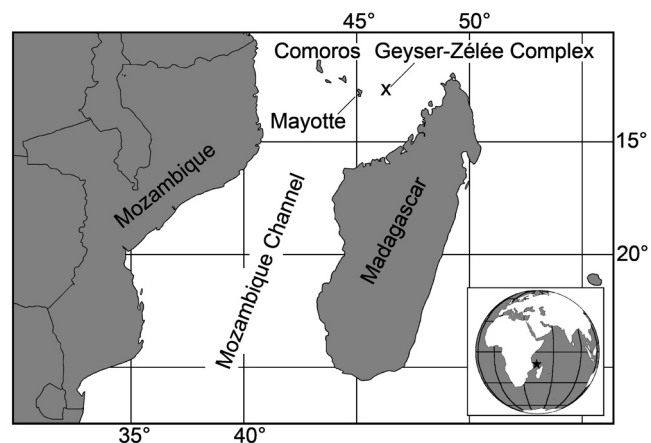 45° 50°
Comoros Geyser-Zélée Complex
x
Mayotte
15°
Mozambique
Mozambique Channel
Madagascar
20°
35° 40°